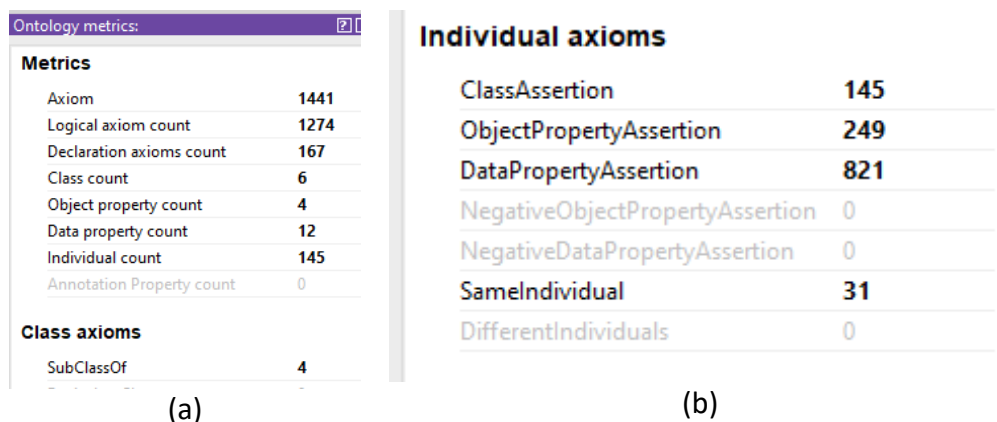 Ontology metrics:
Metrics
Axiom 1441
Logical axiom count 1274
Declaration axioms count 167
Class count 6
Object property count 4
Data property count 12
Individual count 145
Annotation Property count 0
Class axioms
SubClassOf 4
(a)
Individual axioms
ClassAssertion 145
ObjectPropertyAssertion 249
DataPropertyAssertion 821
NegativeObjectPropertyAssertion 0
NegativeDataPropertyAssertion 0
SameIndividual 31
DifferentIndividuals 0
(b)